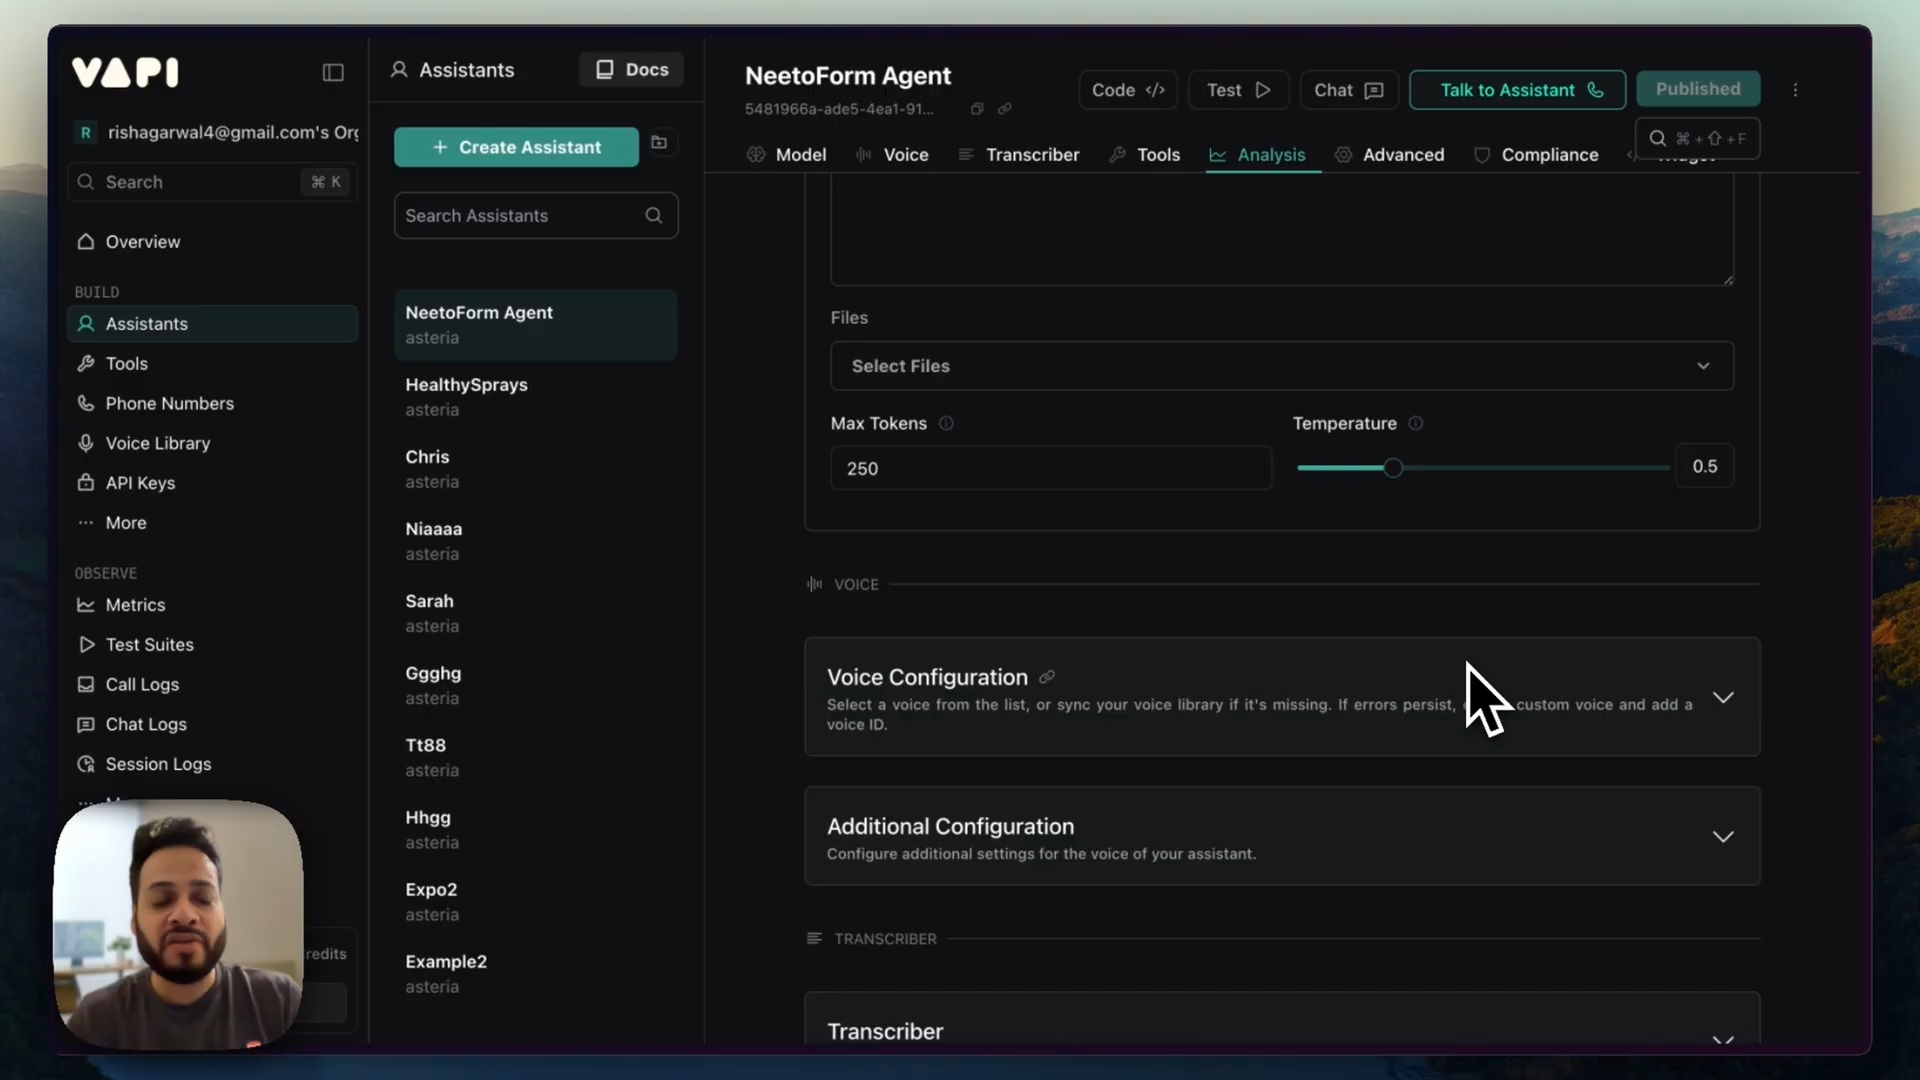 VAPI
R rishagarwal4@gmail.com's Org
Search ⌘ K
Overview
BUILD
Assistants
Tools
Phone Numbers
Voice Library
API Keys
More
OBSERVE
Metrics
Test Suites
Call Logs
Chat Logs
Session Logs
Assistants
Docs
+ Create Assistant
Search Assistants
NeetoForm Agent
asteria
HealthySprays
asteria
Chris
asteria
Niaaaa
asteria
Sarah
asteria
Ggghg
asteria
Tt88
asteria
Hhgg
asteria
Expo2
asteria
Example2
asteria
NeetoForm Agent
5481966a-ade5-4ea1-91...
Code </>
Test
Chat
Talk to Assistant
Published
⌘ + ⇧ + F
Model
Voice
Transcriber
Tools
Analysis
Advanced
Compliance
Files
Select Files
Max Tokens
250
Temperature
0.5
VOICE
Voice Configuration
Select a voice from the list, or sync your voice library if it's missing. If errors persist, custom voice and add a
voice ID.
Additional Configuration
Configure additional settings for the voice of your assistant.
TRANSCRIBER
Transcriber